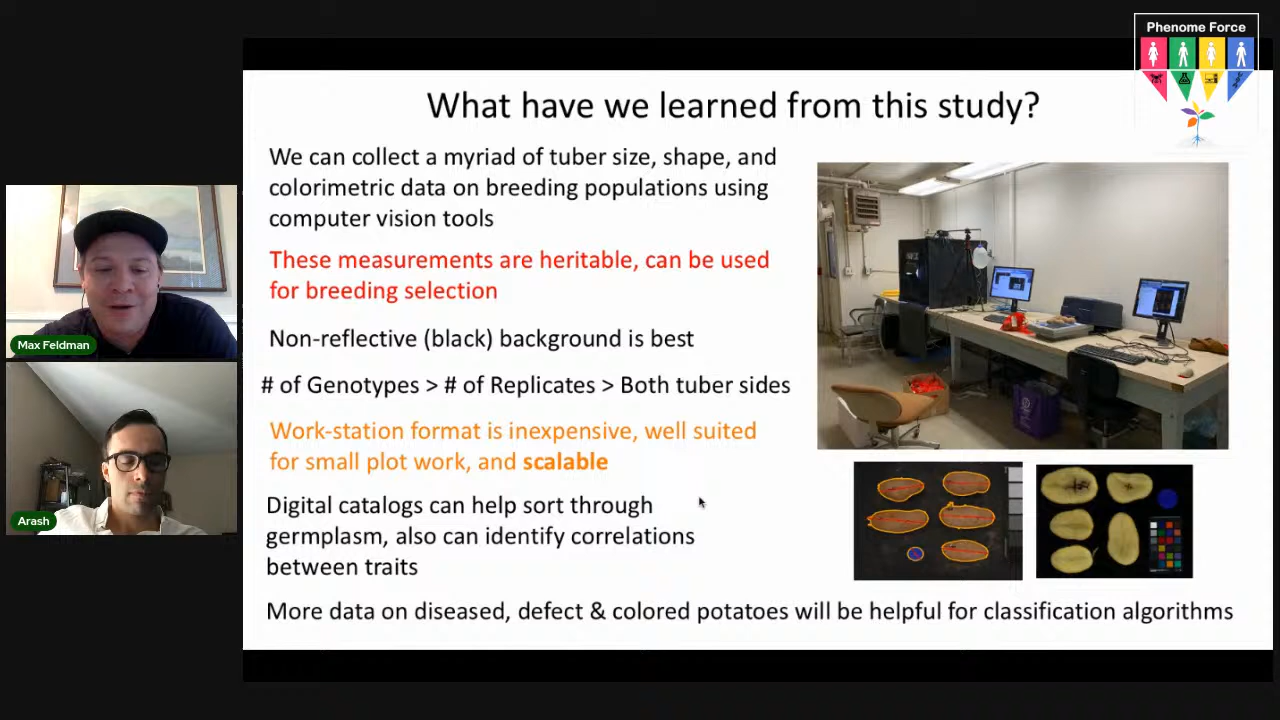 Phenome Force
What have we learned from this study?
We can collect a myriad of tuber size, shape, and
colorimetric data on breeding populations using
computer vision tools
These measurements are heritable, can be used
for breeding selection
Non-reflective (black) background is best
# of Genotypes > # of Replicates > Both tuber sides
Work-station format is inexpensive, well suited
for small plot work, and scalable
Digital catalogs can help sort through
germplasm, also can identify correlations
between traits
More data on diseased, defect & colored potatoes will be helpful for classification algorithms
Max Feldman
Arash